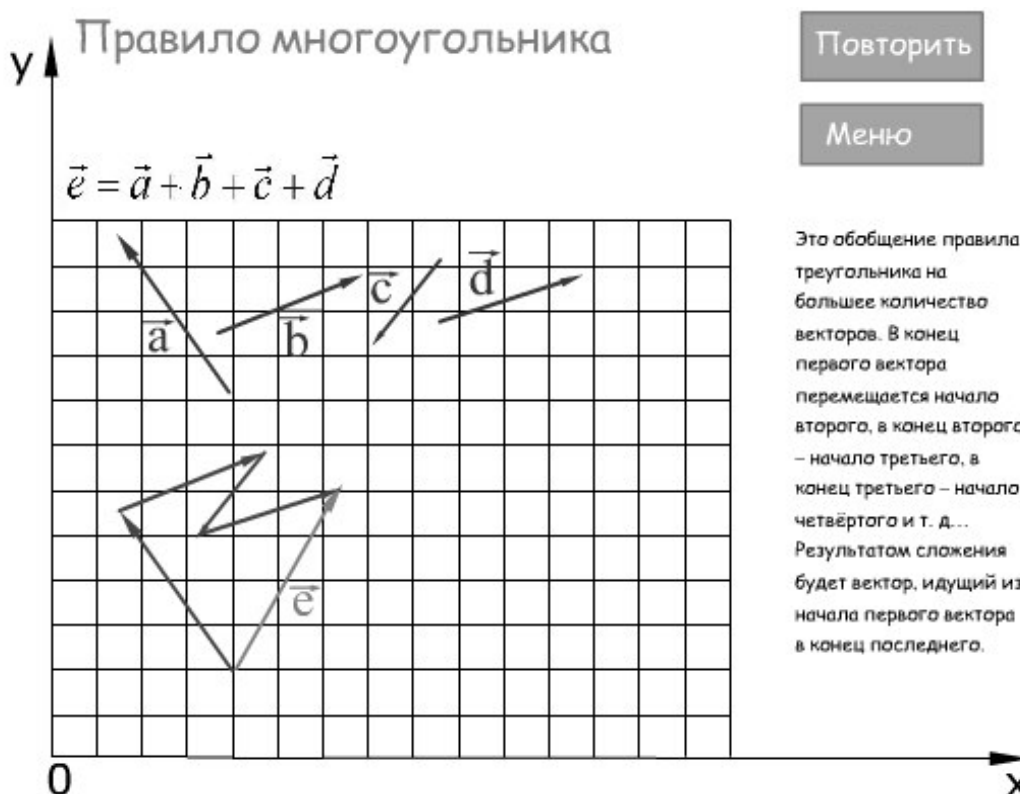 Правило многоугольника
Повторить
Меню
y
e⃗ = a⃗ + b⃗ + c⃗ + d⃗
a⃗
b⃗
c⃗
d⃗
e⃗
0
x
Это обобщение правила
треугольника на
большее количество
векторов. В конец
первого вектора
перемещается начало
второго, в конец второго
– начало третьего, в
конец третьего – начало
четвёртого и т. д...
Результатом сложения
будет вектор, идущий из
начала первого вектора
в конец последнего.